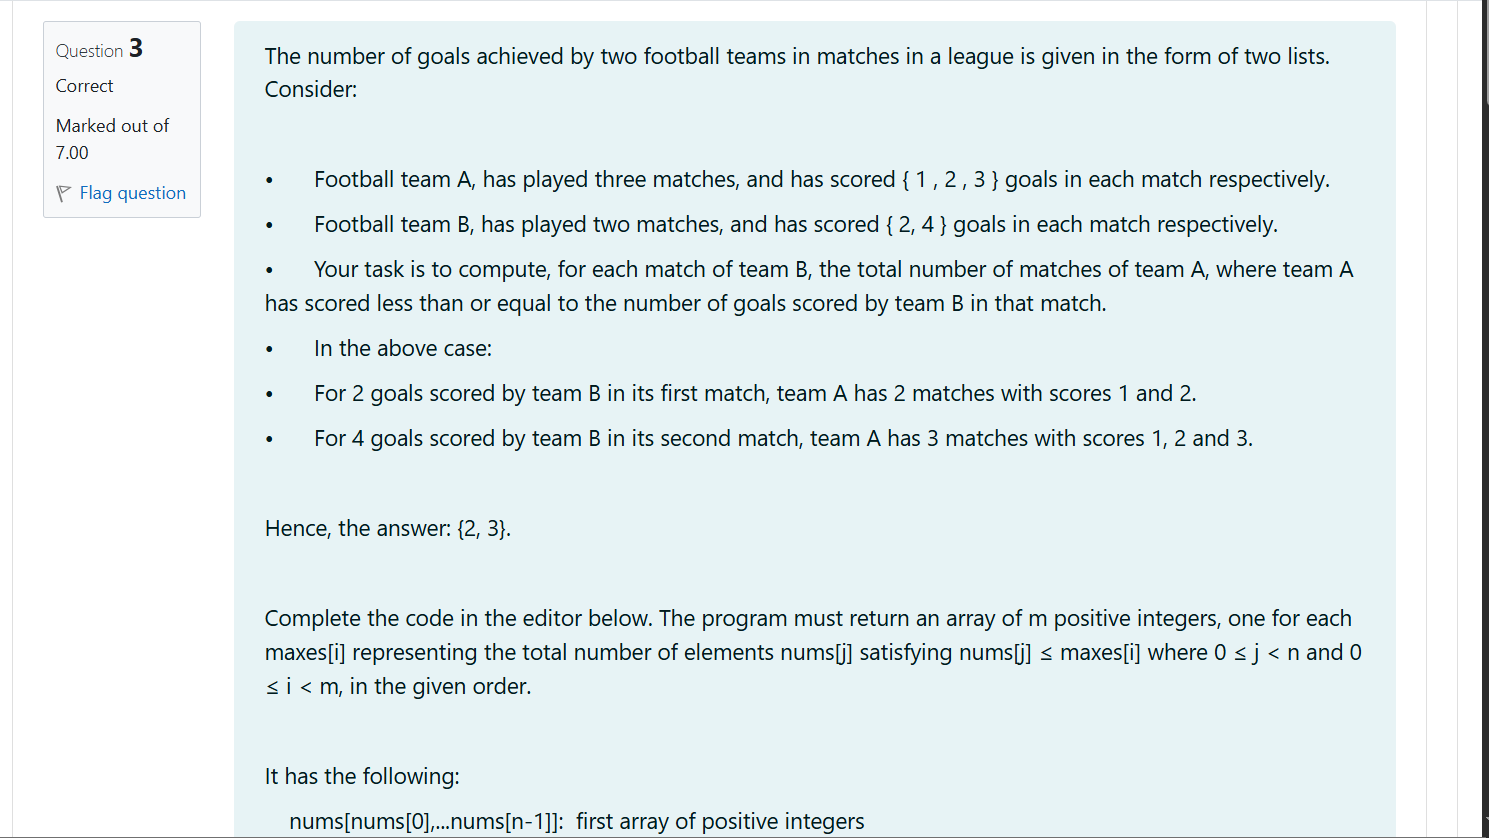 Question 3
Correct
Marked out of
7.00
Flag question
The number of goals achieved by two football teams in matches in a league is given in the form of two lists.
Consider:
• Football team A, has played three matches, and has scored { 1 , 2 , 3 } goals in each match respectively.
• Football team B, has played two matches, and has scored { 2, 4 } goals in each match respectively.
• Your task is to compute, for each match of team B, the total number of matches of team A, where team A
has scored less than or equal to the number of goals scored by team B in that match.
• In the above case:
• For 2 goals scored by team B in its first match, team A has 2 matches with scores 1 and 2.
• For 4 goals scored by team B in its second match, team A has 3 matches with scores 1, 2 and 3.
Hence, the answer: {2, 3}.
Complete the code in the editor below. The program must return an array of m positive integers, one for each
maxes[i] representing the total number of elements nums[j] satisfying nums[j] ≤ maxes[i] where 0 ≤ j < n and 0
≤ i < m, in the given order.
It has the following:
nums[nums[0],...nums[n-1]]: first array of positive integers